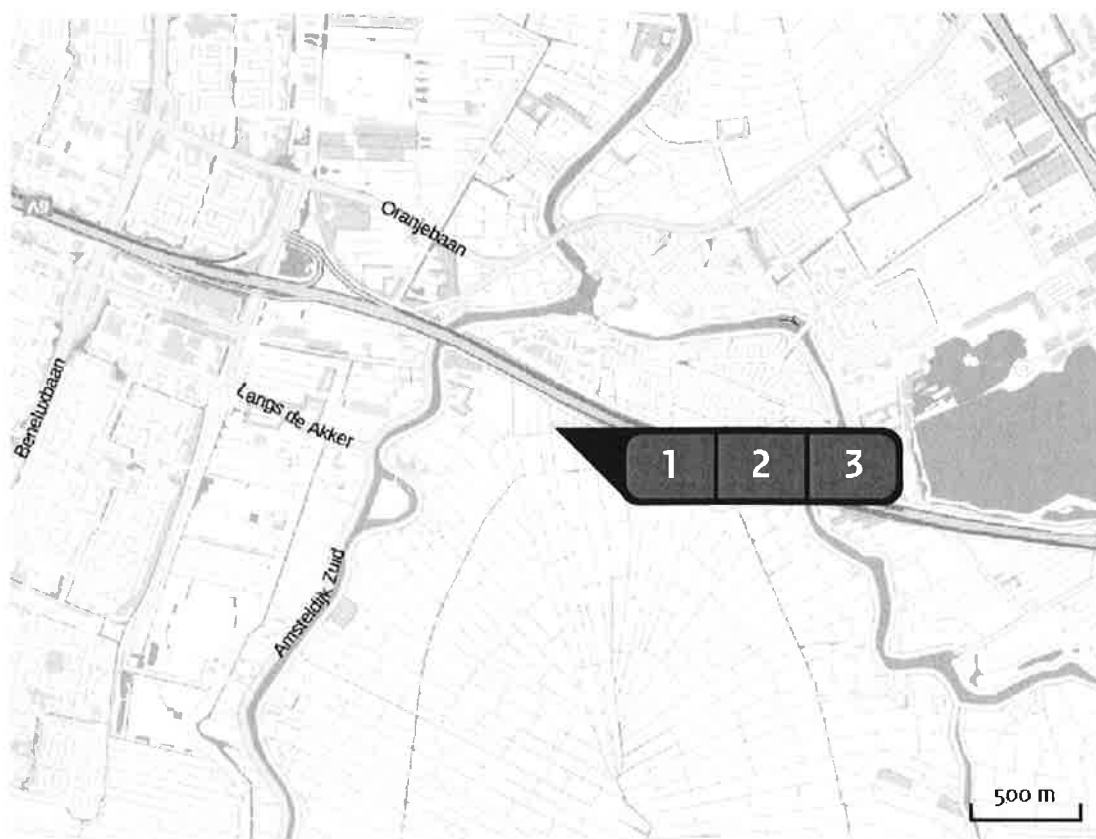 A9
Oranjebaan
Beneluxbaan
Langs de Akker
1 2 3
Amsteldijk Zuid
500 m